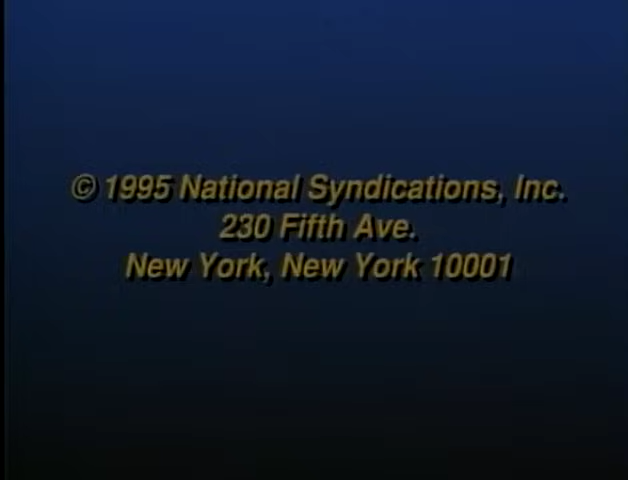 © 1995 National Syndications, Inc.
230 Fifth Ave.
New York, New York 10001